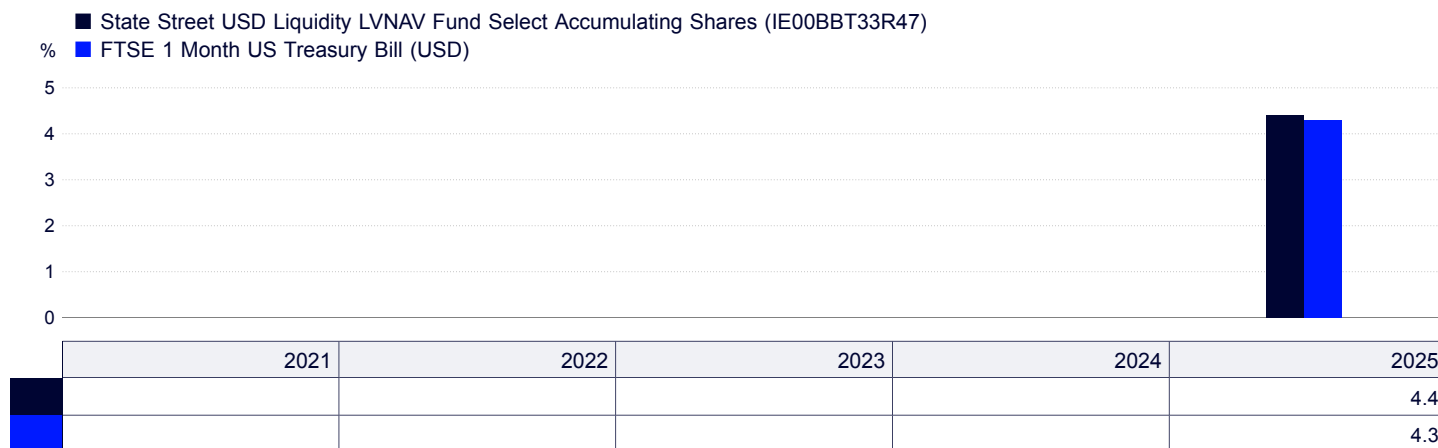 State Street USD Liquidity LVNAV Fund Select Accumulating Shares (IE00BBT33R47)
% FTSE 1 Month US Treasury Bill (USD)
5
4
3
2
1
0
2021 2022 2023 2024 2025
4.4
4.3